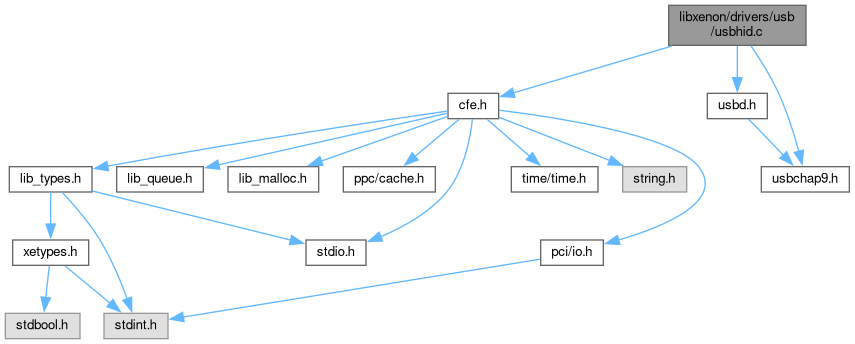 libxenon/drivers/usb
/usbhid.c
cfe.h
usbd.h
lib_types.h
lib_queue.h
lib_malloc.h
ppc/cache.h
time/time.h
string.h
usbchap9.h
xetypes.h
stdio.h
pci/io.h
stdbool.h
stdint.h